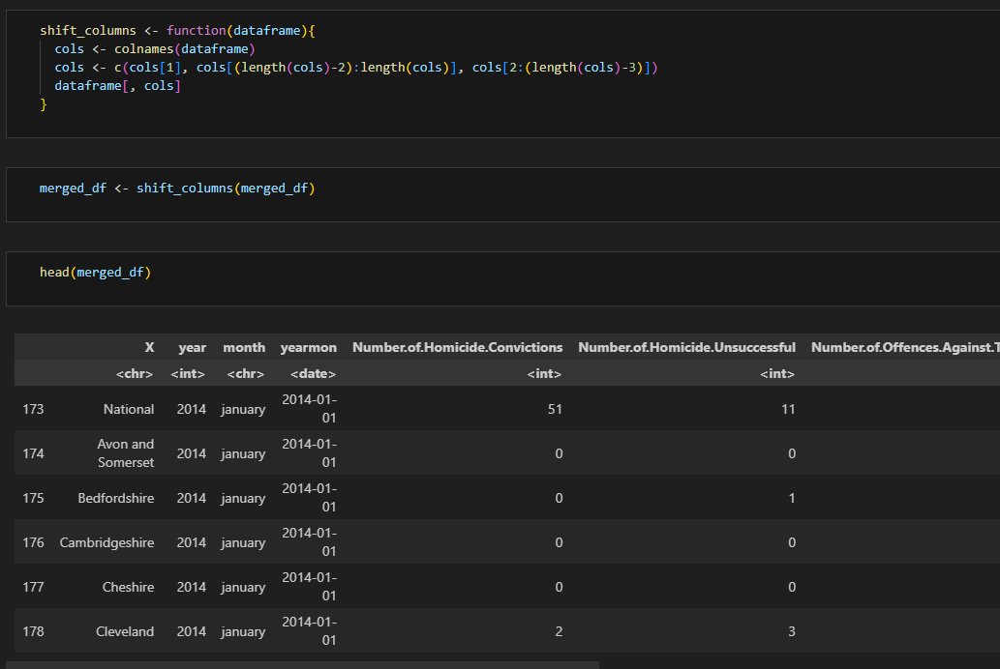 shift_columns <- function(dataframe){
  cols <- colnames(dataframe)
  cols <- c(cols[1], cols[(length(cols)-2):length(cols)], cols[2:(length(cols)-3)])
  dataframe[, cols]
}
merged_df <- shift_columns(merged_df)
head(merged_df)
X year month yearmon Number.of.Homicide.Convictions Number.of.Homicide.Unsuccessful Number.of.Offences.Against.T
<chr> <int> <chr> <date> <int> <int>
173 National 2014 january 2014-01-01 51 11
174 Avon and Somerset 2014 january 2014-01-01 0 0
175 Bedfordshire 2014 january 2014-01-01 0 1
176 Cambridgeshire 2014 january 2014-01-01 0 0
177 Cheshire 2014 january 2014-01-01 0 0
178 Cleveland 2014 january 2014-01-01 2 3